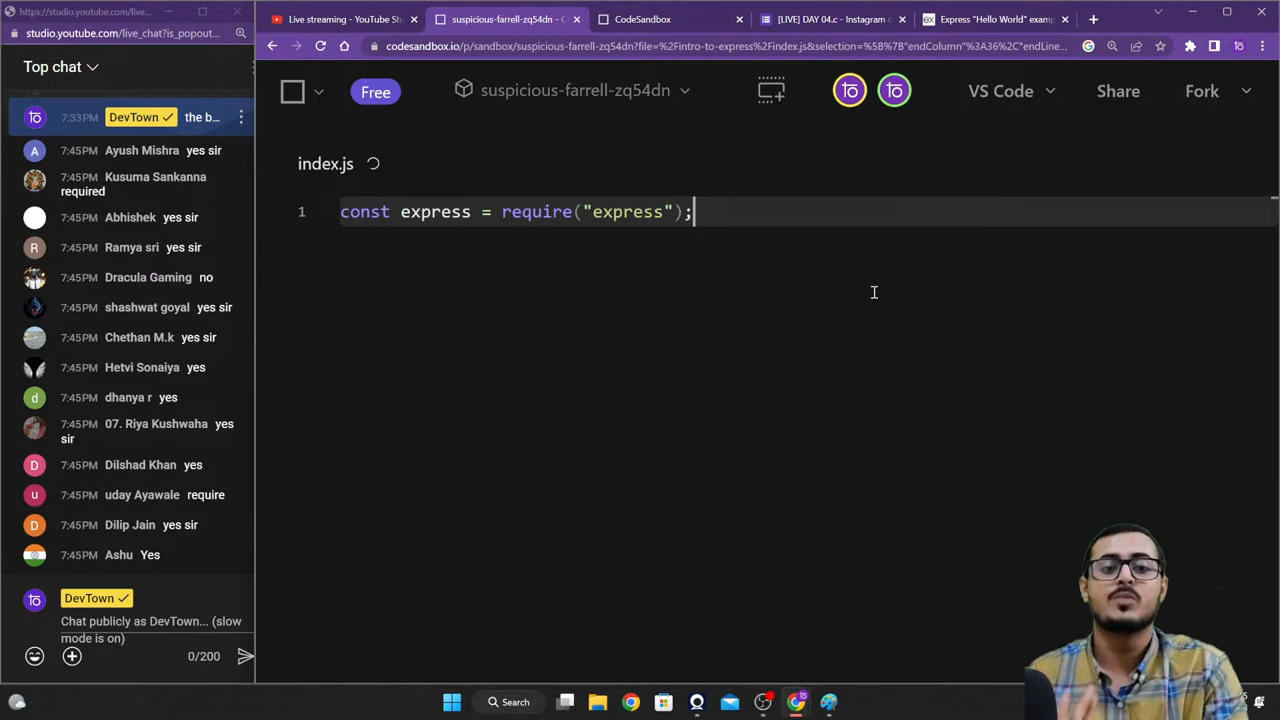 https://studio.youtube.com/live...
studio.youtube.com/live_chat?is_popout...
Live streaming - YouTube St
suspicious-farrell-zq54dn - C
CodeSandbox
[LIVE] DAY 04.c - Instagram c
Express "Hello World" examp
codesandbox.io/p/sandbox/suspicious-farrell-zq54dn?file=%2Fintro-to-express%2Findex.js&selection=%5B%7B"endColumn"%3A36%2C"endLine...
Top chat
Free
suspicious-farrell-zq54dn
VS Code
Share
Fork
7:33PM DevTown the b...
7:45PM Ayush Mishra yes sir
7:45PM Kusuma Sankanna
required
7:45PM Abhishek yes sir
R 7:45PM Ramya sri yes sir
7:45PM Dracula Gaming no
7:45PM shashwat goyal yes sir
7:45PM Chethan M.k yes sir
7:45PM Hetvi Sonaiya yes
d 7:45PM dhanya r yes
7:45PM 07. Riya Kushwaha yes
sir
D 7:45PM Dilshad Khan yes
u 7:45PM uday Ayawale require
D 7:45PM Dilip Jain yes sir
7:45PM Ashu Yes
DevTown
Chat publicly as DevTown... (slow
mode is on)
0/200
index.js
1 const express = require("express");
Search